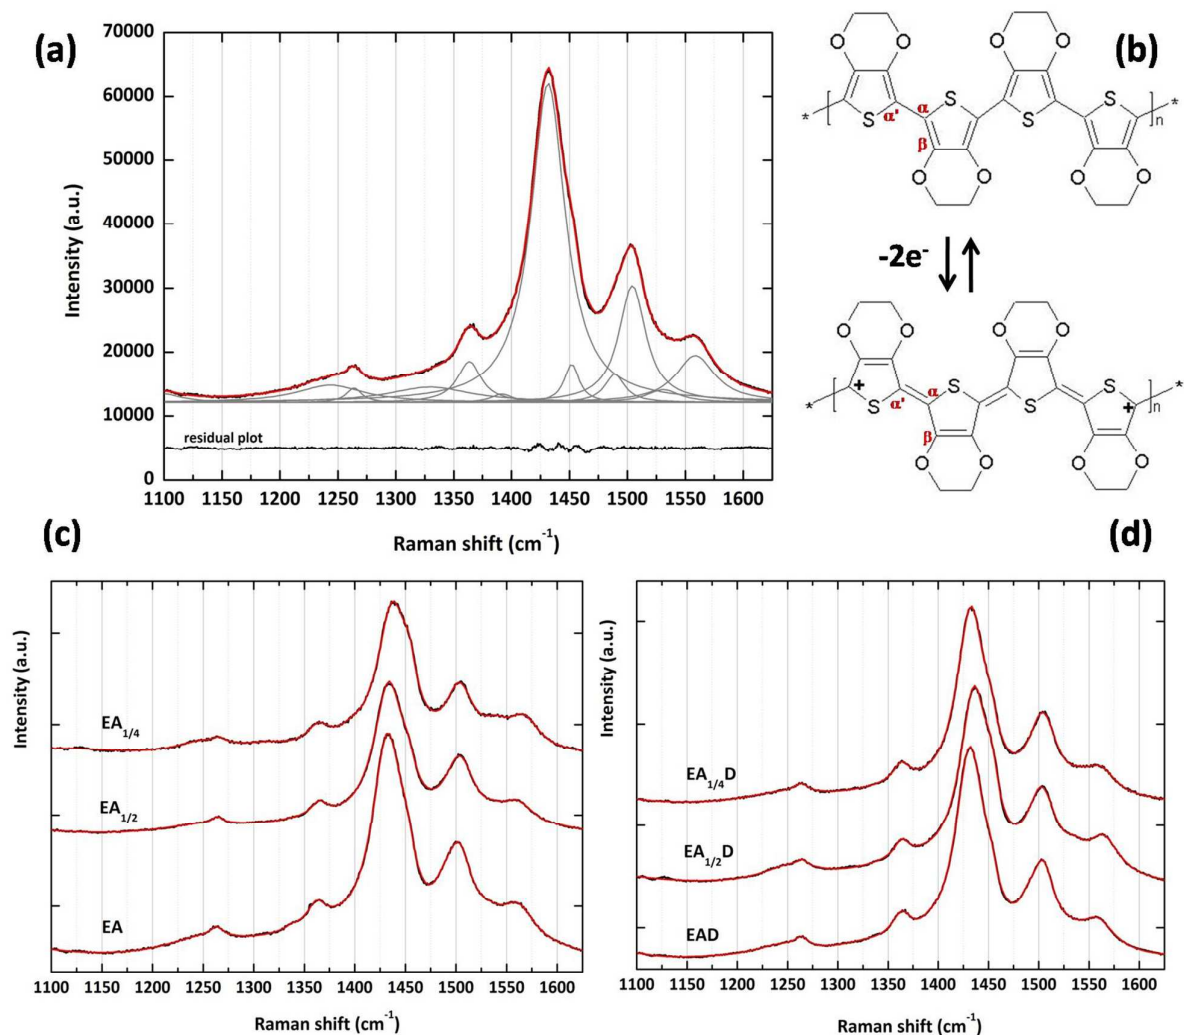 (a)
70000
60000
50000
40000
30000
20000
10000
0
Intensity (a.u.)
residual plot
1100 1150 1200 1250 1300 1350 1400 1450 1500 1550 1600
Raman shift (cm⁻¹)
(b)
O O O O
S S S S
* [ ]n *
α' α
β
O O O O
-2e⁻
O O O O
+ S S S S +
* [ ]n *
α' α
β
O O O O
(c)
Intensity (a.u.)
EA1/4
EA1/2
EA
1100 1150 1200 1250 1300 1350 1400 1450 1500 1550 1600
Raman shift (cm⁻¹)
(d)
Intensity (a.u.)
EA1/4D
EA1/2D
EAD
1100 1150 1200 1250 1300 1350 1400 1450 1500 1550 1600
Raman shift (cm⁻¹)